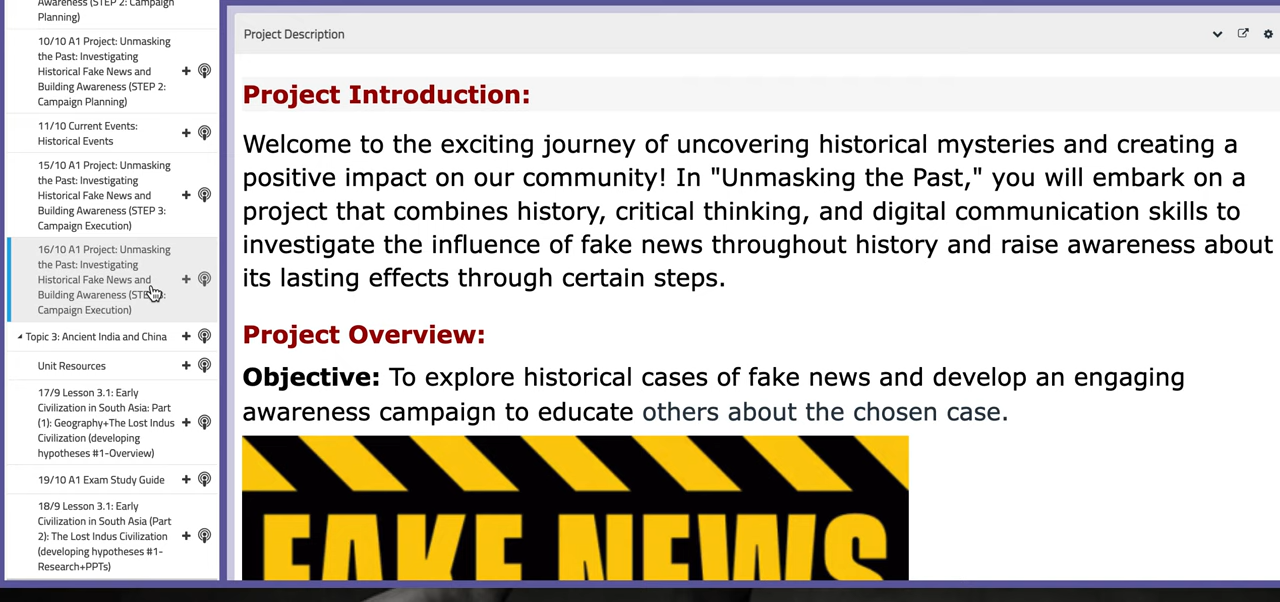 Awareness (STEP 2: Campaign
Planning)
10/10 A1 Project: Unmasking
the Past: Investigating
Historical Fake News and
Building Awareness (STEP 2:
Campaign Planning)
11/10 Current Events:
Historical Events
15/10 A1 Project: Unmasking
the Past: Investigating
Historical Fake News and
Building Awareness (STEP 3:
Campaign Execution)
16/10 A1 Project: Unmasking
the Past: Investigating
Historical Fake News and
Building Awareness
Campaign Execution)
Topic 3: Ancient India and China
Unit Resources
17/9 Lesson 3.1: Early
Civilization in South Asia: Part
(1): Geography+The Lost Indus
Civilization (developing
hypotheses #1-Overview)
19/10 A1 Exam Study Guide
18/9 Lesson 3.1: Early
Civilization in South Asia (Part
2): The Lost Indus Civilization
(developing hypotheses #1-
Research+PPTs)
Project Description
Project Introduction:
Welcome to the exciting journey of uncovering historical mysteries and creating a
positive impact on our community! In "Unmasking the Past," you will embark on a
project that combines history, critical thinking, and digital communication skills to
investigate the influence of fake news throughout history and raise awareness about
its lasting effects through certain steps.
Project Overview:
Objective: To explore historical cases of fake news and develop an engaging
awareness campaign to educate others about the chosen case.
FAKE NEWS